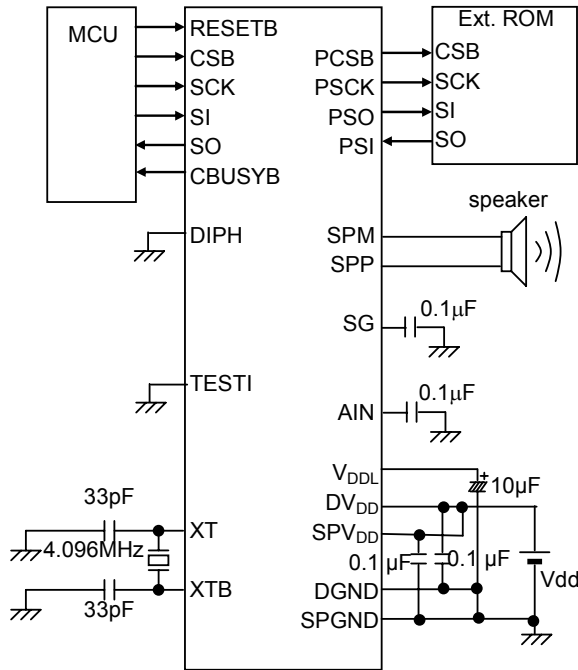 MCU
RESETB
CSB
SCK
SI
SO
CBUSYB
DIPH
TESTI
33pF
XT
4.096MHz
XTB
33pF
Ext. ROM
PCSB
CSB
PSCK
SCK
PSO
SI
PSI
SO
speaker
SPM
SPP
SG
0.1μF
AIN
0.1μF
VDDL
+
10μF
DVDD
SPVDD
0.1 μF
0.1 μF
Vdd
DGND
SPGND